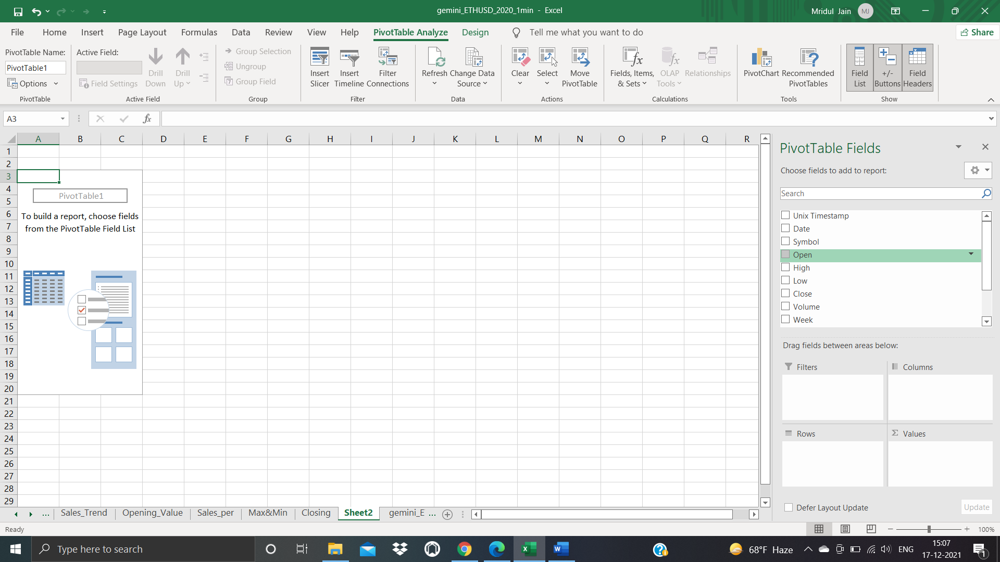 gemini_ETHUSD_2020_1min - Excel
Mridul Jain
MJ
File Home Insert Page Layout Formulas Data Review View Help PivotTable Analyze Design Tell me what you want to do
Share
PivotTable Name:
PivotTable1
Options
PivotTable
Active Field:
Field Settings
Drill Down
Drill Up
Active Field
Group Selection
Ungroup
Group Field
Group
Insert Slicer
Insert Timeline
Filter Connections
Filter
Refresh
Change Data Source
Data
Clear
Select
Move PivotTable
Actions
Fields, Items, & Sets
OLAP Tools
Relationships
Calculations
PivotChart
Recommended PivotTables
Tools
Field List
+/- Buttons
Field Headers
Show
A3
fx
A B C D E F G H I J K L M N O P Q R
1
2
3
4
5
6
7
8
9
10
11
12
13
14
15
16
17
18
19
20
21
22
23
24
25
26
27
28
29
PivotTable1
To build a report, choose fields
from the PivotTable Field List
PivotTable Fields
Choose fields to add to report:
Search
Unix Timestamp
Date
Symbol
Open
High
Low
Close
Volume
Week
Drag fields between areas below:
Filters
Columns
Rows
Σ Values
Defer Layout Update
Update
... Sales_Trend Opening_Value Sales_per Max&Min Closing Sheet2 gemini_E ...
Ready
100%
Type here to search
68°F Haze
ENG
15:07
17-12-2021
1